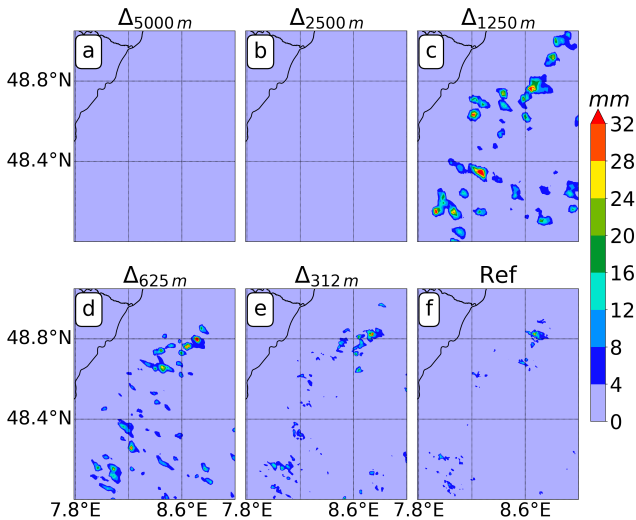 Δ5000 m Δ2500 m Δ1250 m
a b c
48.8°N
48.4°N
mm
32
28
24
20
16
12
8
4
0
Δ625 m Δ312 m Ref
d e f
48.8°N
48.4°N
7.8°E 8.6°E 7.8°E 8.6°E 7.8°E 8.6°E